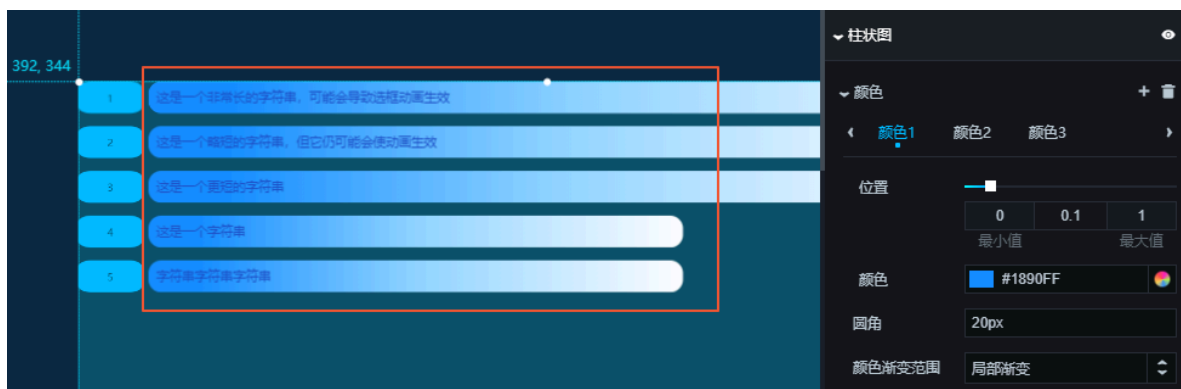 392, 344
1 这是一个非常长的字符串，可能会导致选框动画生效
2 这是一个略短的字符串，但它仍可能会使动画生效
3 这是一个更短的字符串
4 这是一个字符串
5 字符串字符串字符串
柱状图
颜色
颜色1 颜色2 颜色3
位置
0 0.1 1
最小值 最大值
颜色 #1890FF
圆角 20px
颜色渐变范围 局部渐变